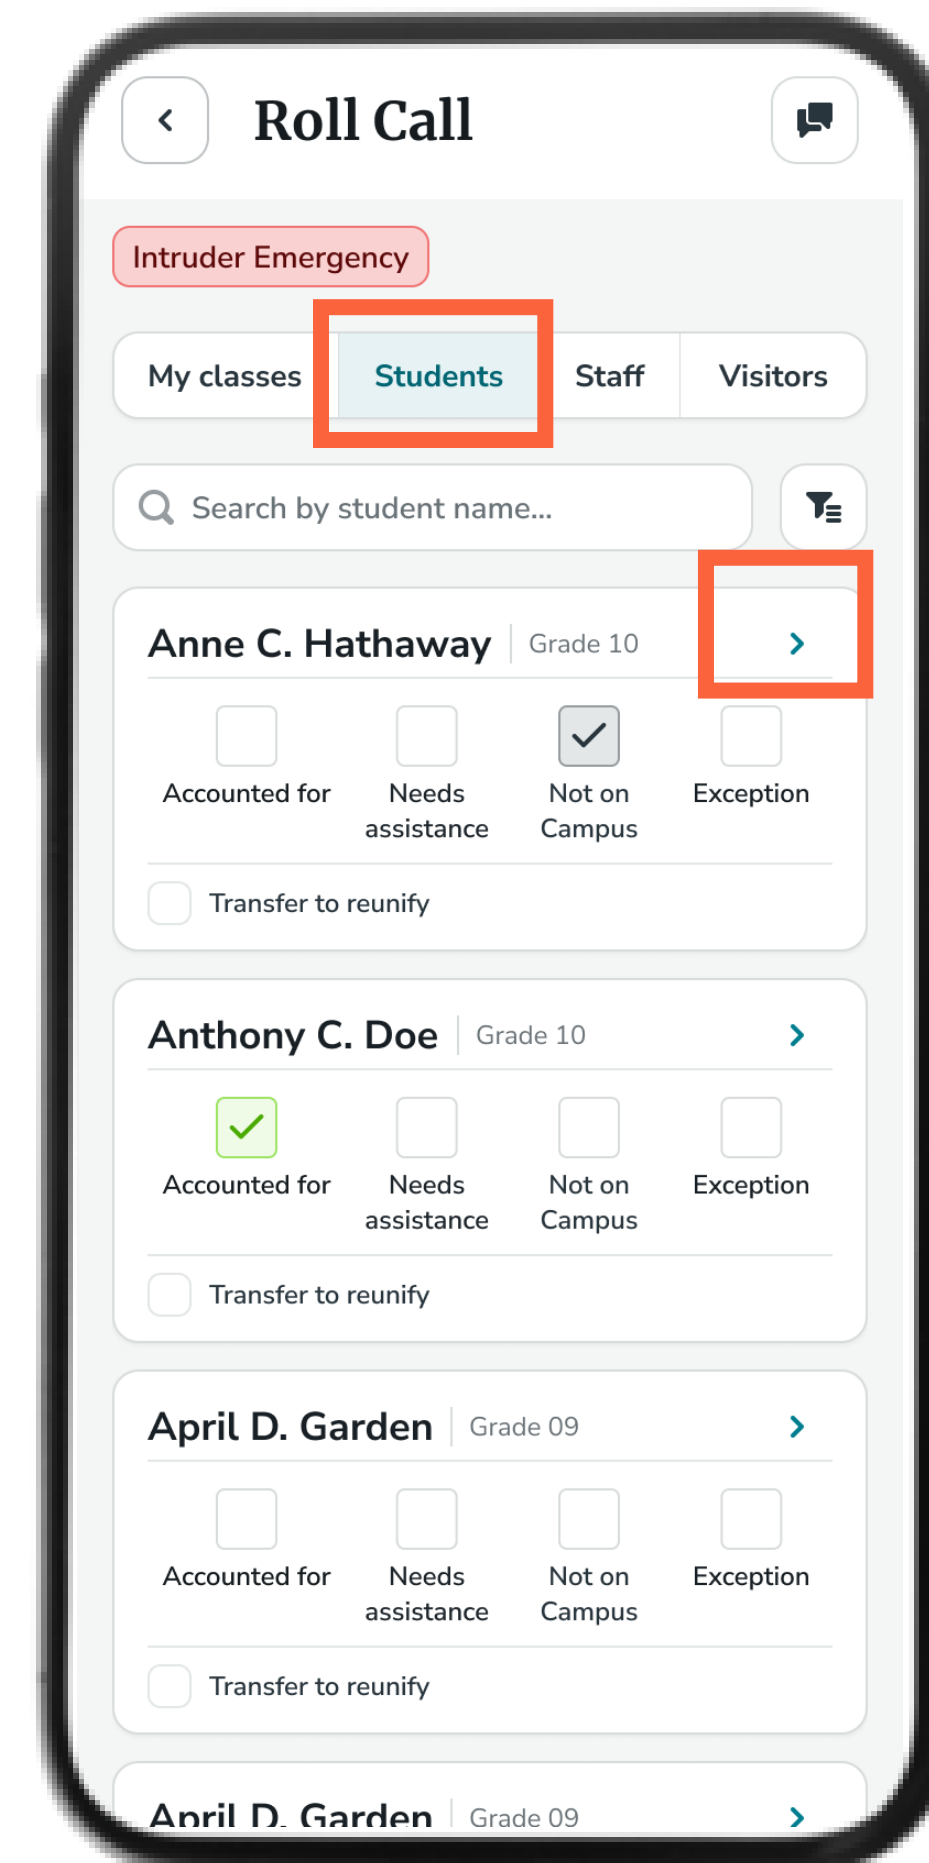 Roll Call
Intruder Emergency
My classes Students Staff Visitors
Search by student name...
Anne C. Hathaway Grade 10
Accounted for Needs assistance Not on Campus Exception
Transfer to reunify
Anthony C. Doe Grade 10
Accounted for Needs assistance Not on Campus Exception
Transfer to reunify
April D. Garden Grade 09
Accounted for Needs assistance Not on Campus Exception
Transfer to reunify
April D. Garden Grade 09